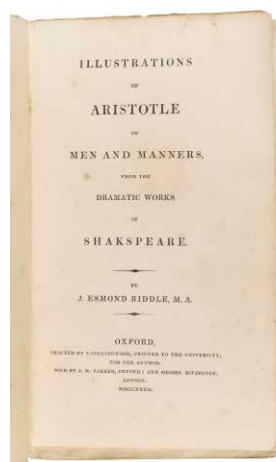 ILLUSTRATIONS
OF
ARISTOTLE
ON
MEN AND MANNERS,
FROM THE
DRAMATIC WORKS
OF
SHAKSPEARE.
BY
J. ESMOND RIDDLE, M.A.
OXFORD,
PRINTED BY S. COLLINGWOOD, PRINTER TO THE UNIVERSITY,
FOR THE AUTHOR.
SOLD BY J. H. PARKER, OXFORD; AND MESSRS. RIVINGTON,
LONDON.